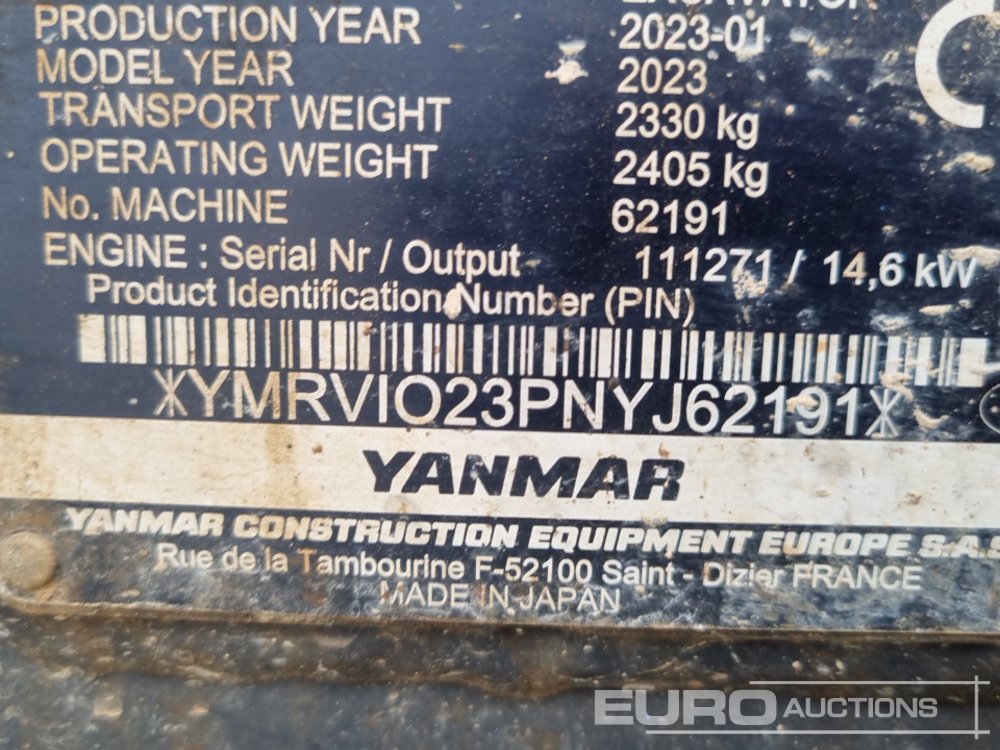 EXCAVATOR
PRODUCTION YEAR 2023-01
MODEL YEAR 2023
TRANSPORT WEIGHT 2330 kg
OPERATING WEIGHT 2405 kg
No. MACHINE 62191
ENGINE : Serial Nr / Output 111271 / 14,6 kW
Product Identification Number (PIN)
*YMRVIO23PNYJ62191*
YANMAR
YANMAR CONSTRUCTION EQUIPMENT EUROPE S.A.S
Rue de la Tambourine F-52100 Saint - Dizier FRANCE
MADE IN JAPAN
EURO AUCTIONS